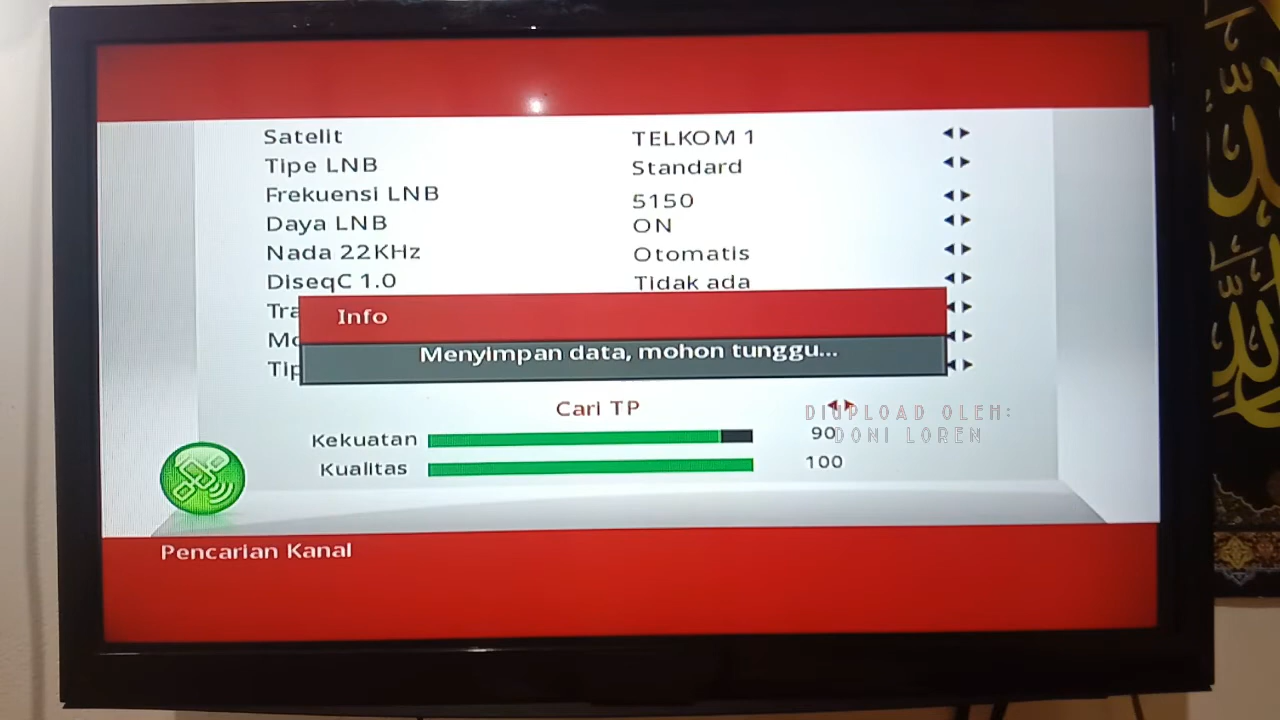 Satelit TELKOM 1
Tipe LNB Standard
Frekuensi LNB 5150
Daya LNB ON
Nada 22KHz Otomatis
DiseqC 1.0 Tidak ada
Info
Menyimpan data, mohon tunggu...
Cari TP
DIUPLOAD OLEH:
DONI LOREN
Kekuatan 90
Kualitas 100
Pencarian Kanal